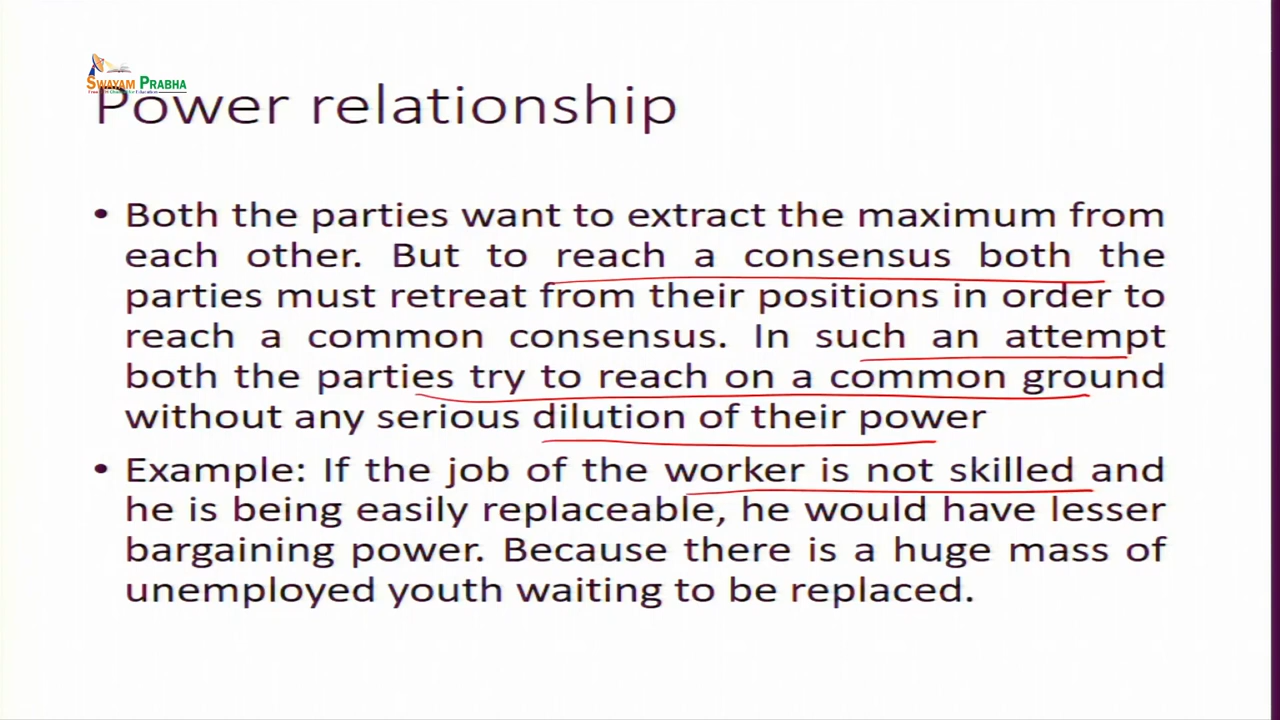 SWAYAM PRABHA
Power relationship
• Both the parties want to extract the maximum from
each other. But to reach a consensus both the
parties must retreat from their positions in order to
reach a common consensus. In such an attempt
both the parties try to reach on a common ground
without any serious dilution of their power
• Example: If the job of the worker is not skilled and
he is being easily replaceable, he would have lesser
bargaining power. Because there is a huge mass of
unemployed youth waiting to be replaced.